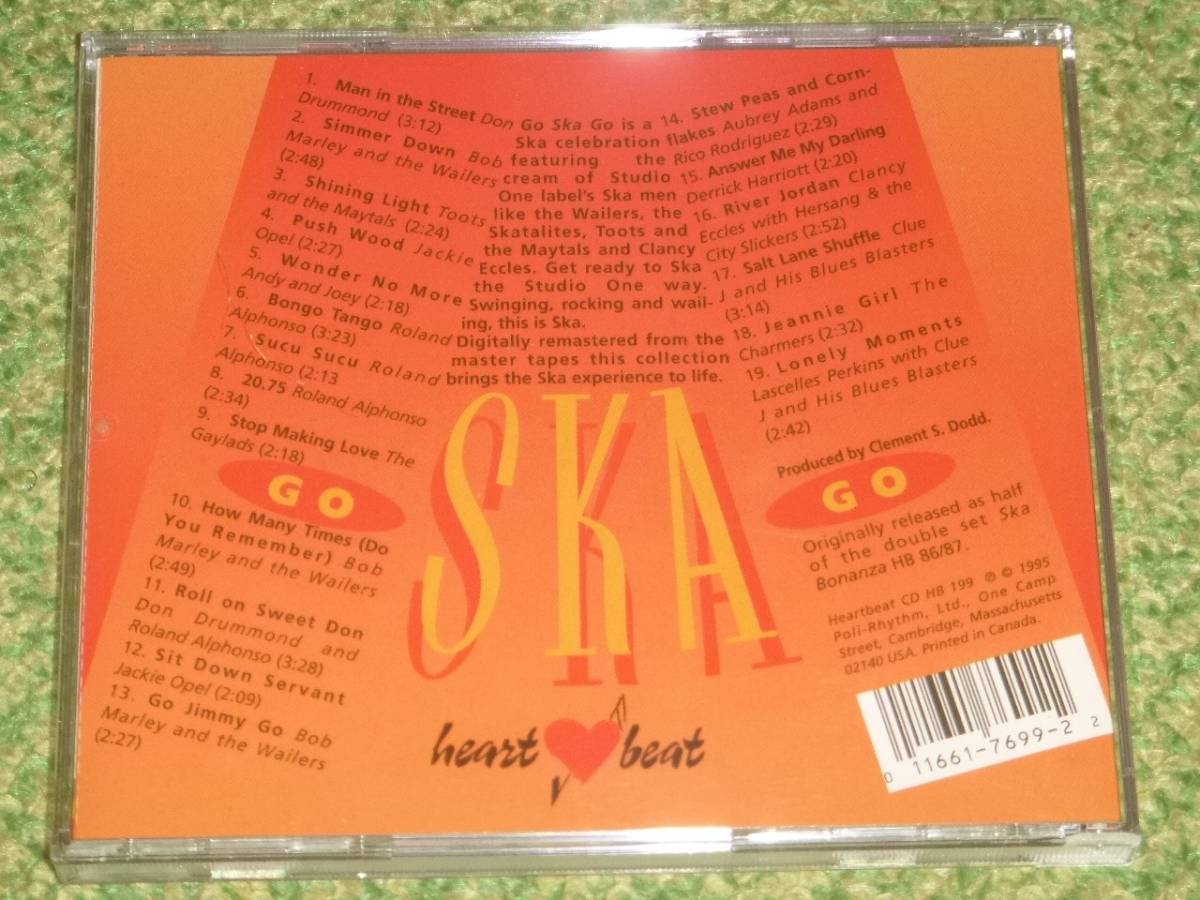 1. Man in the Street Don
Drummond (3:12)
2. Simmer Down Bob
Marley and the Wailers
(2:48)
3. Shining Light Toots
and the Maytals (2:24)
4. Push Wood Jackie
Opel (2:27)
5. Wonder No More
Andy and Joey (2:18)
6. Bongo Tango Roland
Alphonso (3:23)
7. Sucu Sucu Roland
Alphonso (2:13
8. 20.75 Roland Alphonso
(2:34)
9. Stop Making Love The
Gaylads (2:18)
10. How Many Times (Do
You Remember) Bob
Marley and the Wailers
(2:49)
11. Roll on Sweet Don
Don Drummond and
Roland Alphonso (3:28)
12. Sit Down Servant
Jackie Opel (2:09)
13. Go Jimmy Go Bob
Marley and the Wailers
(2:27)
Go Ska Go is a
Ska celebration
featuring the
cream of Studio
One label's Ska men
like the Wailers, the
Skatalites, Toots and
the Maytals and Clancy
Eccles. Get ready to Ska
the Studio One way.
Swinging, rocking and wail-
ing, this is Ska.
Digitally remastered from the
master tapes this collection
brings the Ska experience to life.
14. Stew Peas and Corn-
flakes Aubrey Adams and
Rico Rodriguez (2:29)
15. Answer Me My Darling
Derrick Harriott (2:20)
16. River Jordan Clancy
Eccles with Hersang & the
City Slickers (2:52)
17. Salt Lane Shuffle Clue
J and His Blues Blasters
(3:14)
18. Jeannie Girl The
Charmers (2:32)
19. Lonely Moments
Lascelles Perkins with Clue
J and His Blues Blasters
(2:42)
Produced by Clement S. Dodd.
GO SKA GO
Originally released as half
of the double set Ska
Bonanza HB 86/87.
Heartbeat CD HB 199 ℗ © 1995
Poli-Rhythm, Ltd., One Camp
Street, Cambridge, Massachusetts
02140 USA. Printed in Canada.
heart beat
0 11661-7699-2 2